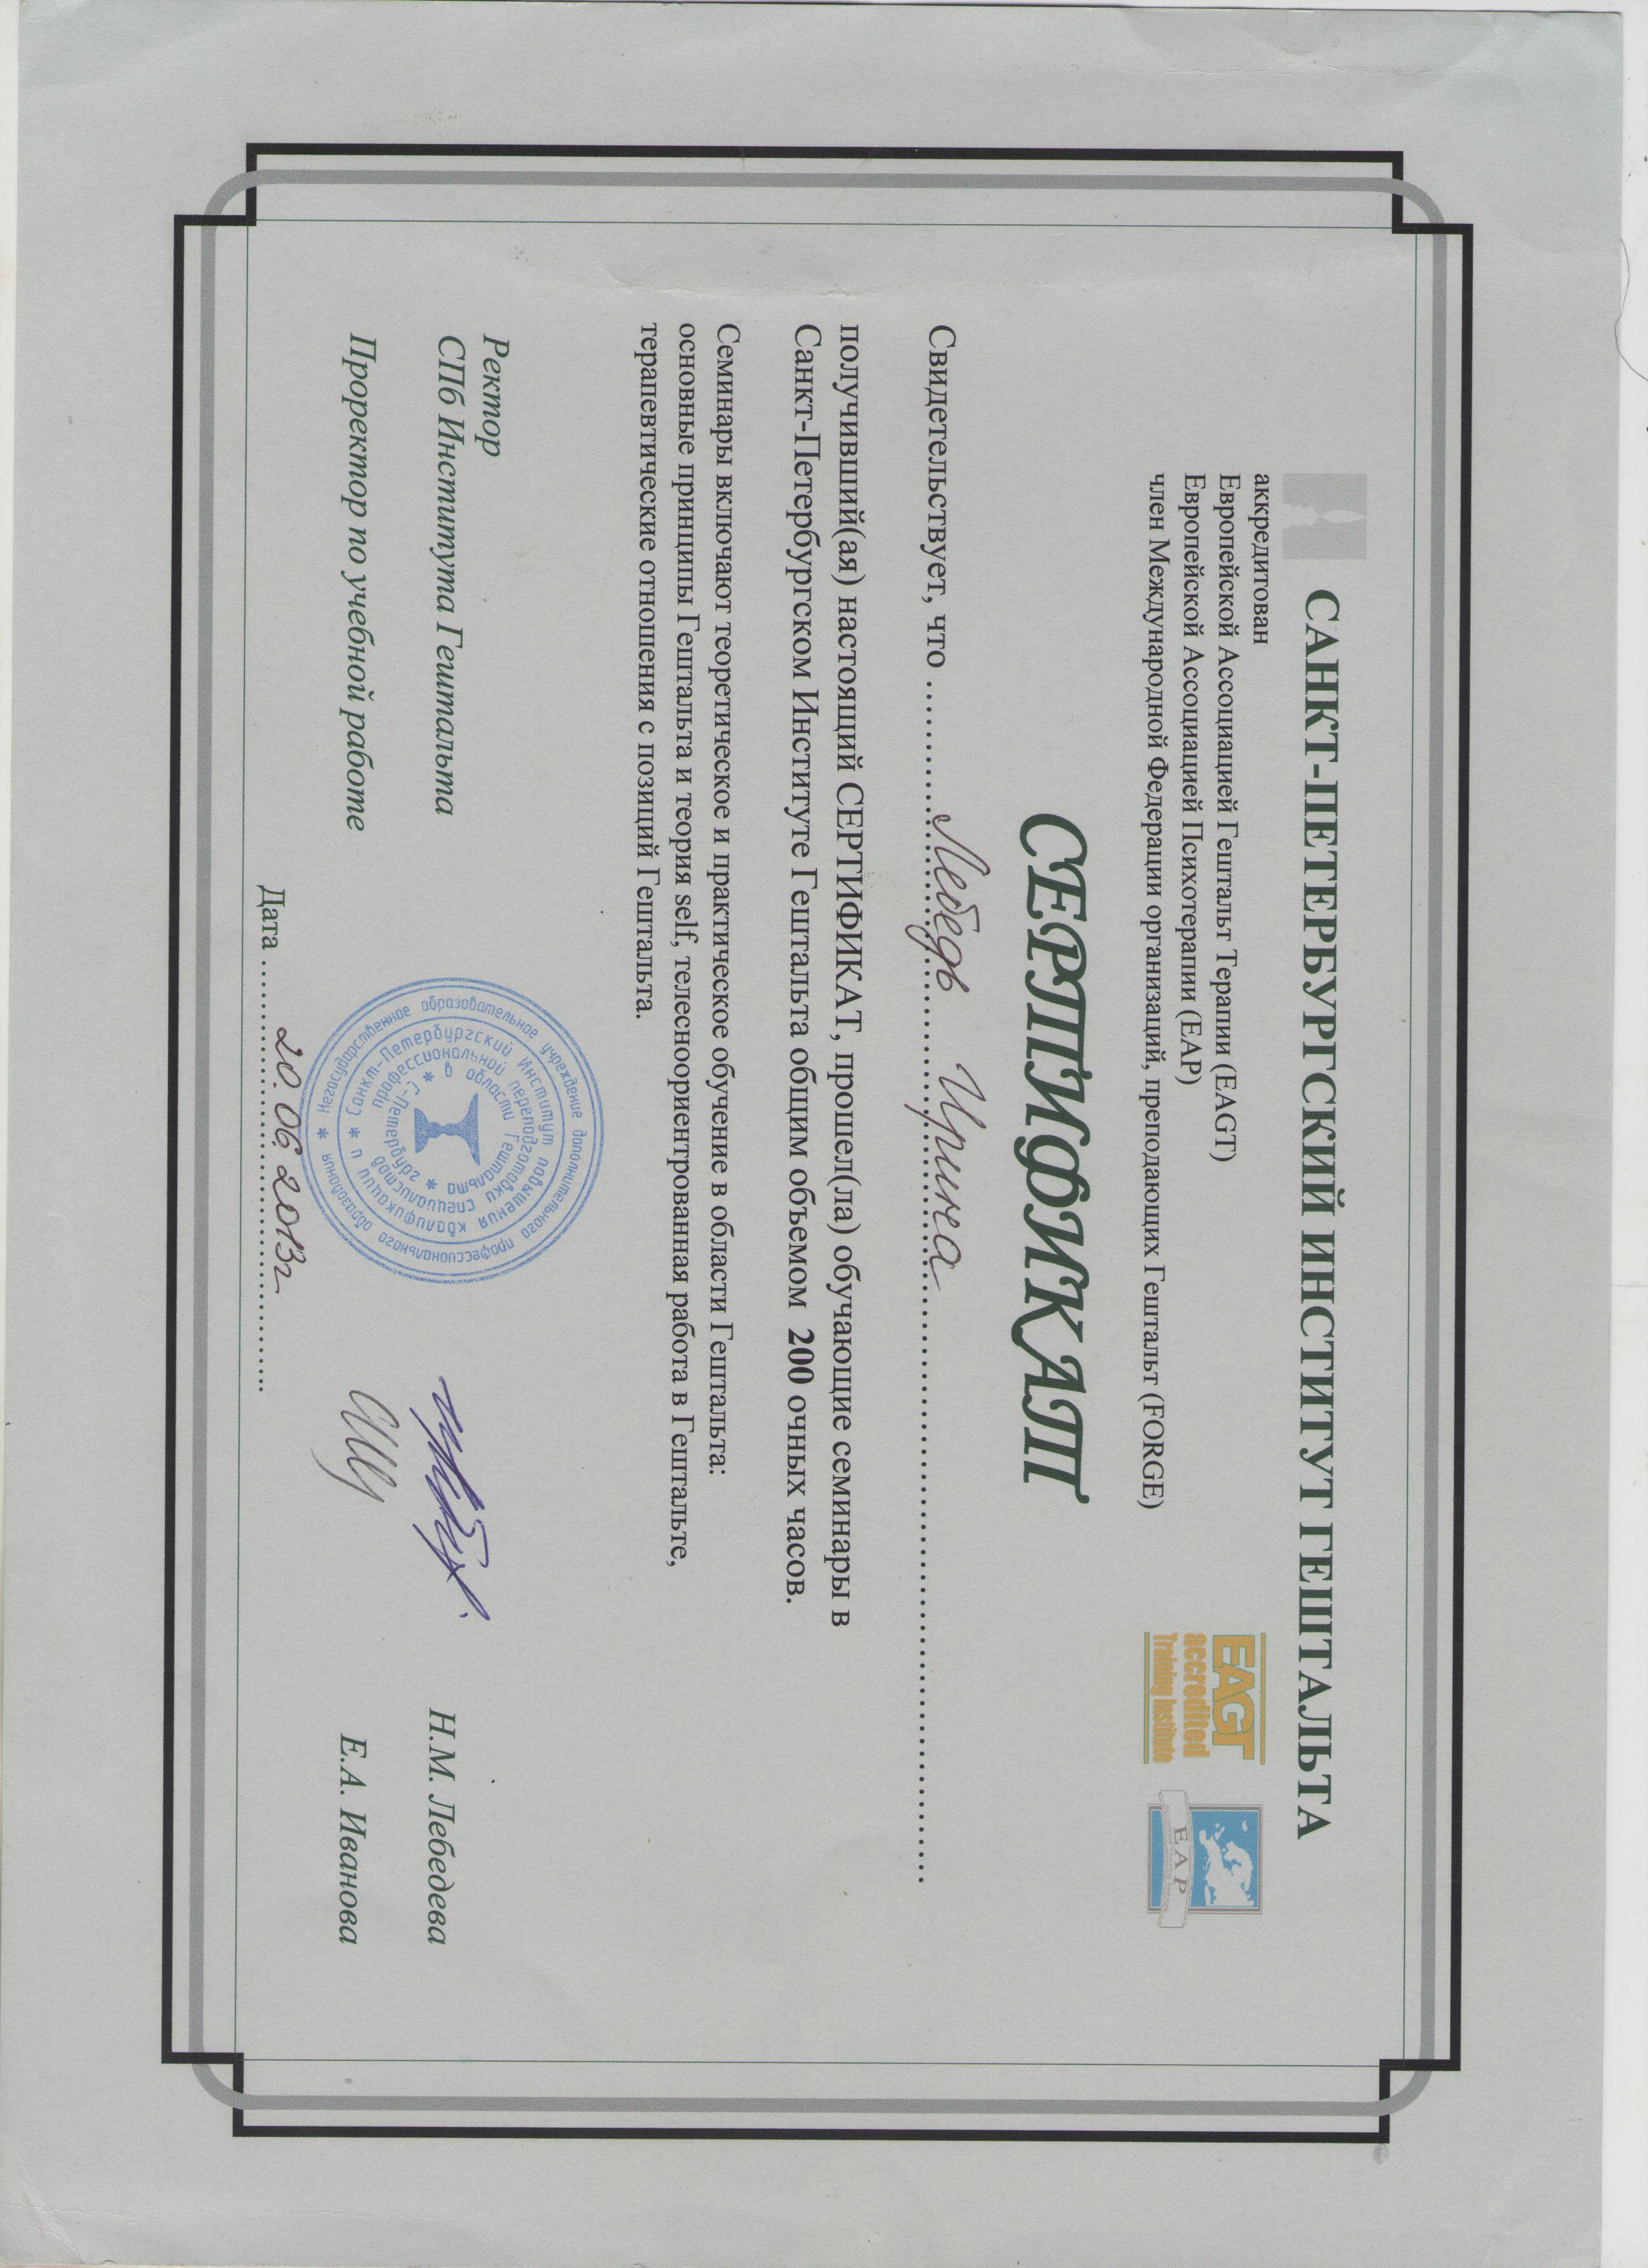 САНКТ-ПЕТЕРБУРГСКИЙ ИНСТИТУТ ГЕШТАЛЬТА
аккредитован
Европейской Ассоциацией Гештальт Терапии (EAGT)
Европейской Ассоциацией Психотерапии (EAP)
член Международной Федерации организаций, преподающих Гештальт (FORGE)
EAGT
accredited
Training Institute
EAP
Accredited Training Institute
СЕРТИФИКАТ
Свидетельствует, что Лебедь Ирина
получивший(ая) настоящий СЕРТИФИКАТ, прошел(ла) обучающие семинары в
Санкт-Петербургском Институте Гештальта общим объемом 200 очных часов.
Семинары включают теоретическое и практическое обучение в области Гештальта:
основные принципы Гештальта и теория self, телесноориентрованная работа в Гештальте,
терапевтические отношения с позиций Гештальта.
Негосударственное образовательное учреждение дополнительного профессионального образования
Санкт-Петербургский Институт повышения квалификации и
профессиональной переподготовки специалистов
в области Гештальта
С-Петербург
Ректор
СПб Института Гештальта Н.М. Лебедева
Проректор по учебной работе Е.А. Иванова
Дата 20.06.2013г